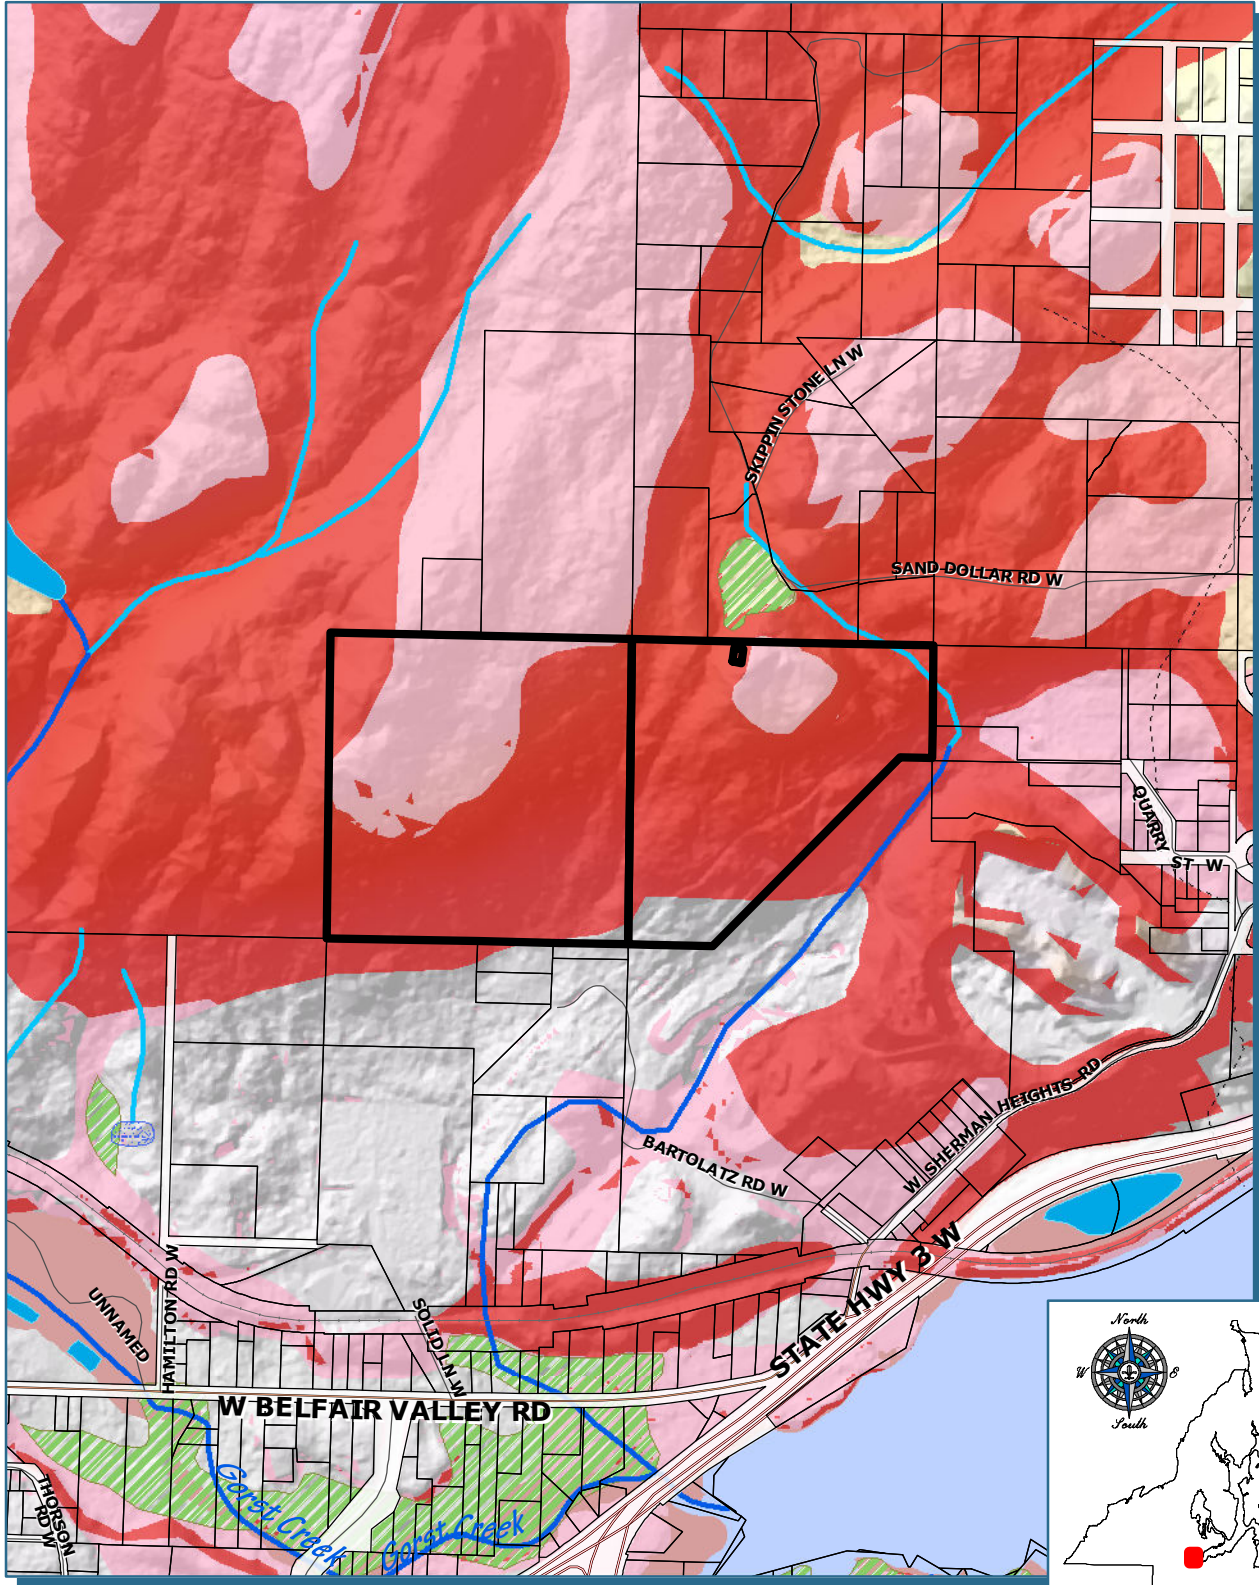 SKIPPIN STONE LN W
SAND DOLLAR RD W
QUARRY
ST W
W SHERMAN HEIGHTS RD
BARTOLATZ RD W
STATE HWY 3 W
UNNAMED
HAMILTON RD W
SOLID LN W
W BELFAIR VALLEY RD
THORSON
RD W
Gorst Creek
Gorst Creek
North
W
S
South